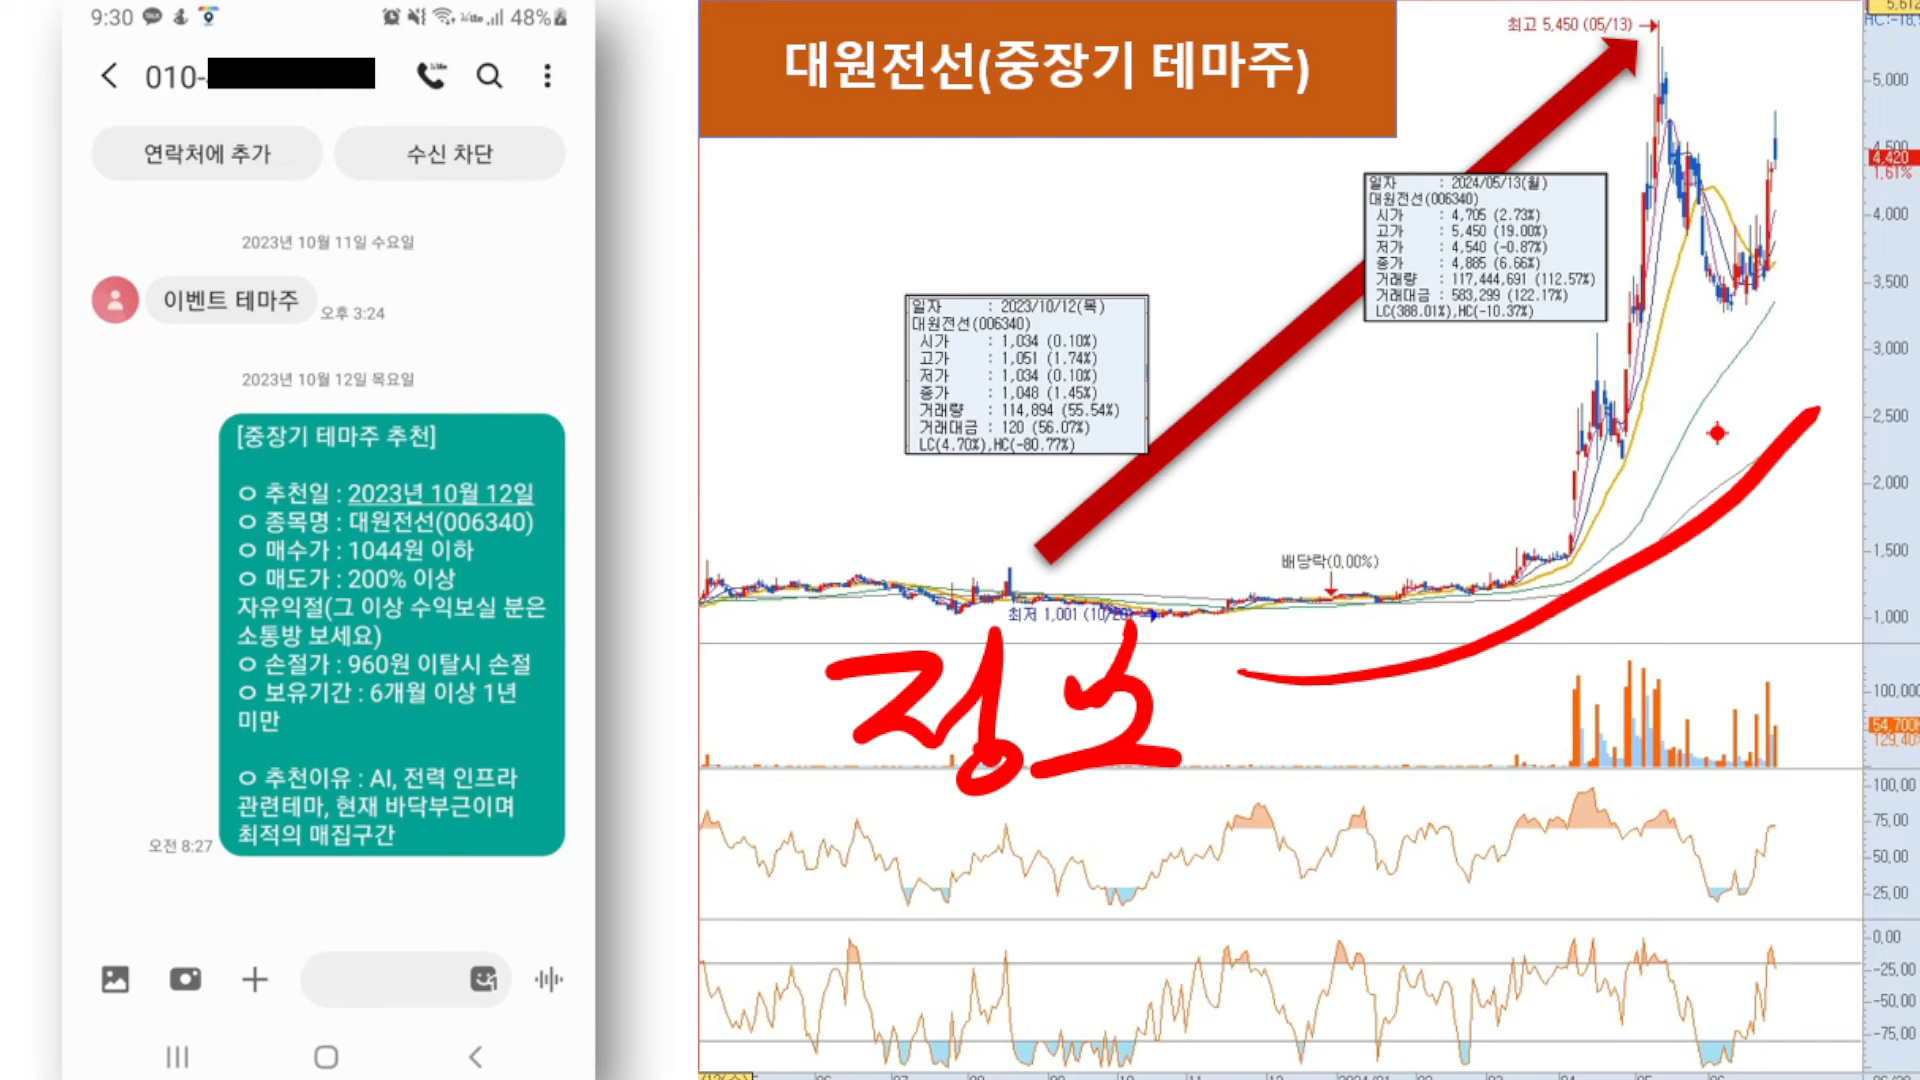 9:30
48%
010-
연락처에 추가
수신 차단
2023년 10월 11일 수요일
이벤트 테마주
오후 3:24
2023년 10월 12일 목요일
[중장기 테마주 추천]
ㅇ 추천일 : 2023년 10월 12일
ㅇ 종목명 : 대원전선(006340)
ㅇ 매수가 : 1044원 이하
ㅇ 매도가 : 200% 이상
자유익절(그 이상 수익보실 분은
소통방 보세요)
ㅇ 손절가 : 960원 이탈시 손절
ㅇ 보유기간 : 6개월 이상 1년
미만
ㅇ 추천이유 : AI, 전력 인프라
관련테마, 현재 바닥부근이며
최적의 매집구간
오전 8:27
대원전선(중장기 테마주)
최고 5,450 (05/13)
일자 : 2024/05/13(월)
대원전선(006340)
시가 : 4,705 (2.73%)
고가 : 5,450 (19.00%)
저가 : 4,540 (-0.87%)
종가 : 4,885 (6.66%)
거래량 : 117,444,691 (112.57%)
거래대금 : 583,299 (122.17%)
LC(388.01%),HC(-10.37%)
일자 : 2023/10/12(목)
대원전선(006340)
시가 : 1,034 (0.10%)
고가 : 1,051 (1.74%)
저가 : 1,034 (0.10%)
종가 : 1,048 (1.45%)
거래량 : 114,894 (55.54%)
거래대금 : 120 (56.07%)
LC(4.70%),HC(-80.77%)
배당락(0,00%)
최저 1,001
정보
5,000
4,500
4,420
1.61%
4,000
3,500
3,000
2,500
2,000
1,500
1,000
100,000
100,00
75,00
50,00
25,00
0,00
-25,00
-50,00
-75,00